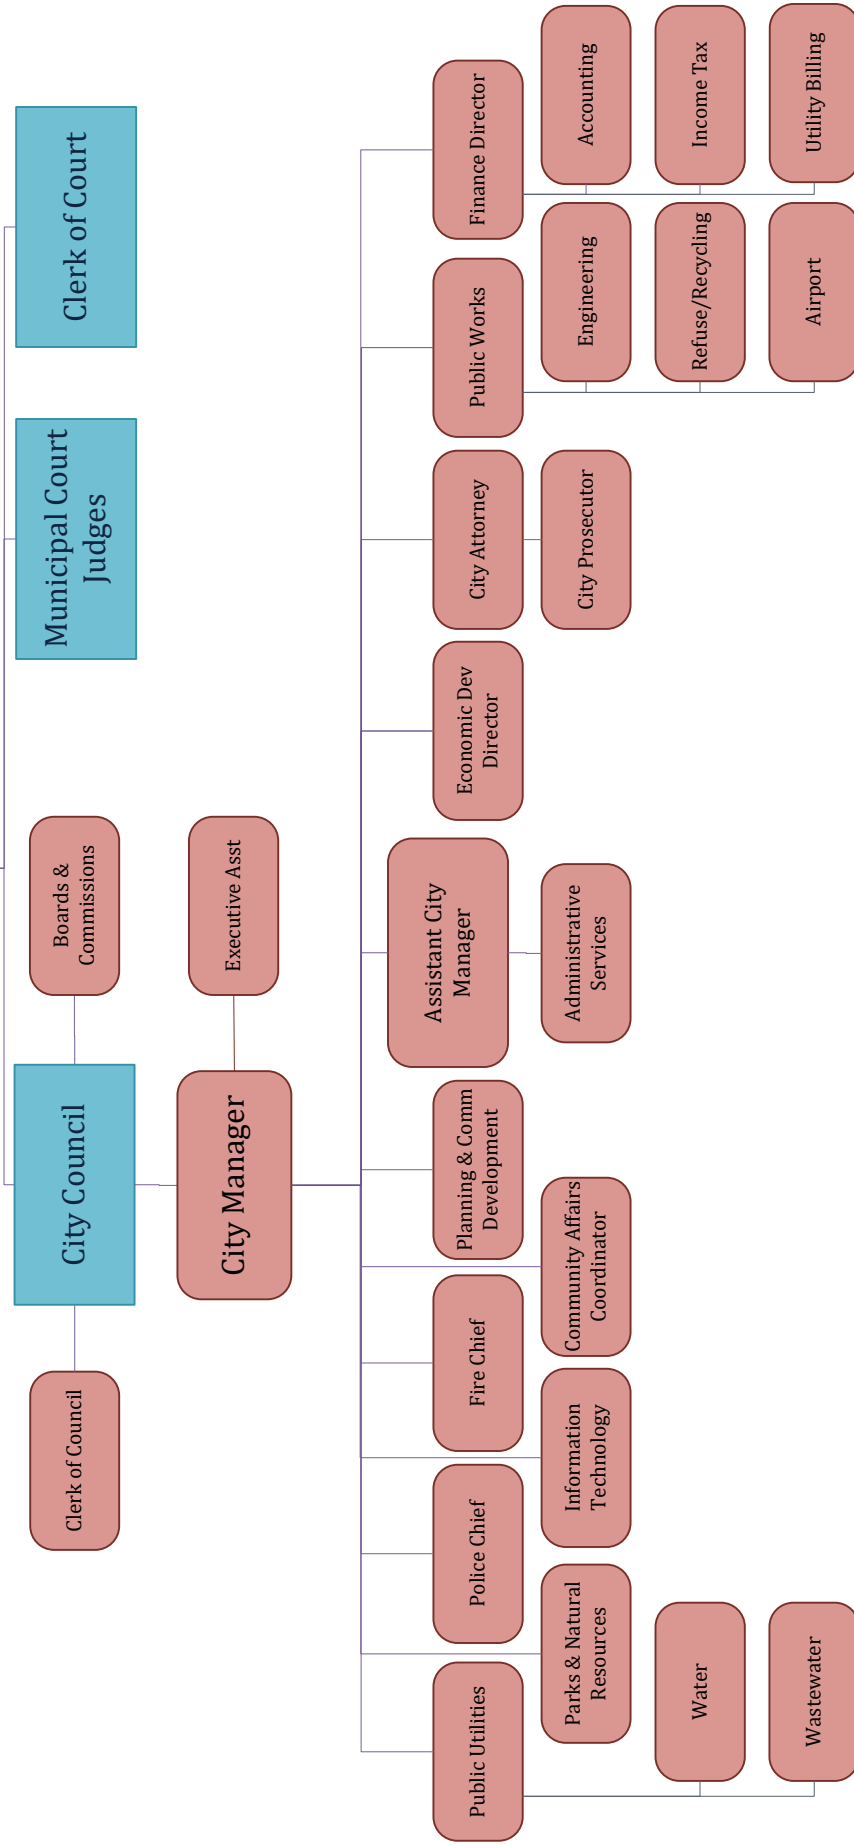 Clerk of Council
City Council
Boards &
Commissions
Municipal Court
Judges
Clerk of Court
City Manager
Executive Asst
Public Utilities
Police Chief
Fire Chief
Planning & Comm
Development
Assistant City
Manager
Economic Dev
Director
City Attorney
Public Works
Finance Director
Parks & Natural
Resources
Information
Technology
Community Affairs
Coordinator
Administrative
Services
City Prosecutor
Engineering
Accounting
Water
Refuse/Recycling
Income Tax
Wastewater
Airport
Utility Billing